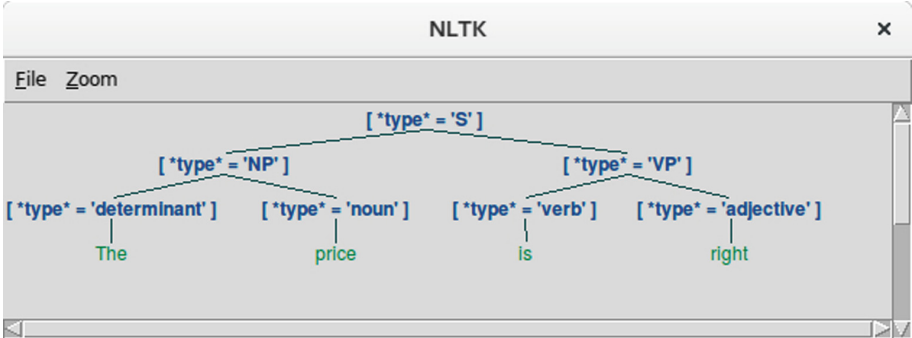 NLTK ×
File Zoom
[ *type* = 'S' ]
[ *type* = 'NP' ] [ *type* = 'VP' ]
[ *type* = 'determinant' ] [ *type* = 'noun' ] [ *type* = 'verb' ] [ *type* = 'adjective' ]
The price is right